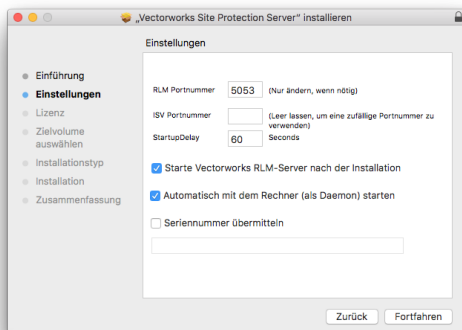 „Vectorworks Site Protection Server“ installieren
Einstellungen
Einführung
Einstellungen
Lizenz
Zielvolume
auswählen
Installationstyp
Installation
Zusammenfassung
RLM Portnummer 5053 (Nur ändern, wenn nötig)
ISV Portnummer (Leer lassen, um eine zufällige Portnummer zu
verwenden)
StartupDelay 60 Seconds
Starte Vectorworks RLM-Server nach der Installation
Automatisch mit dem Rechner (als Daemon) starten
Seriennummer übermitteln
Zurück Fortfahren